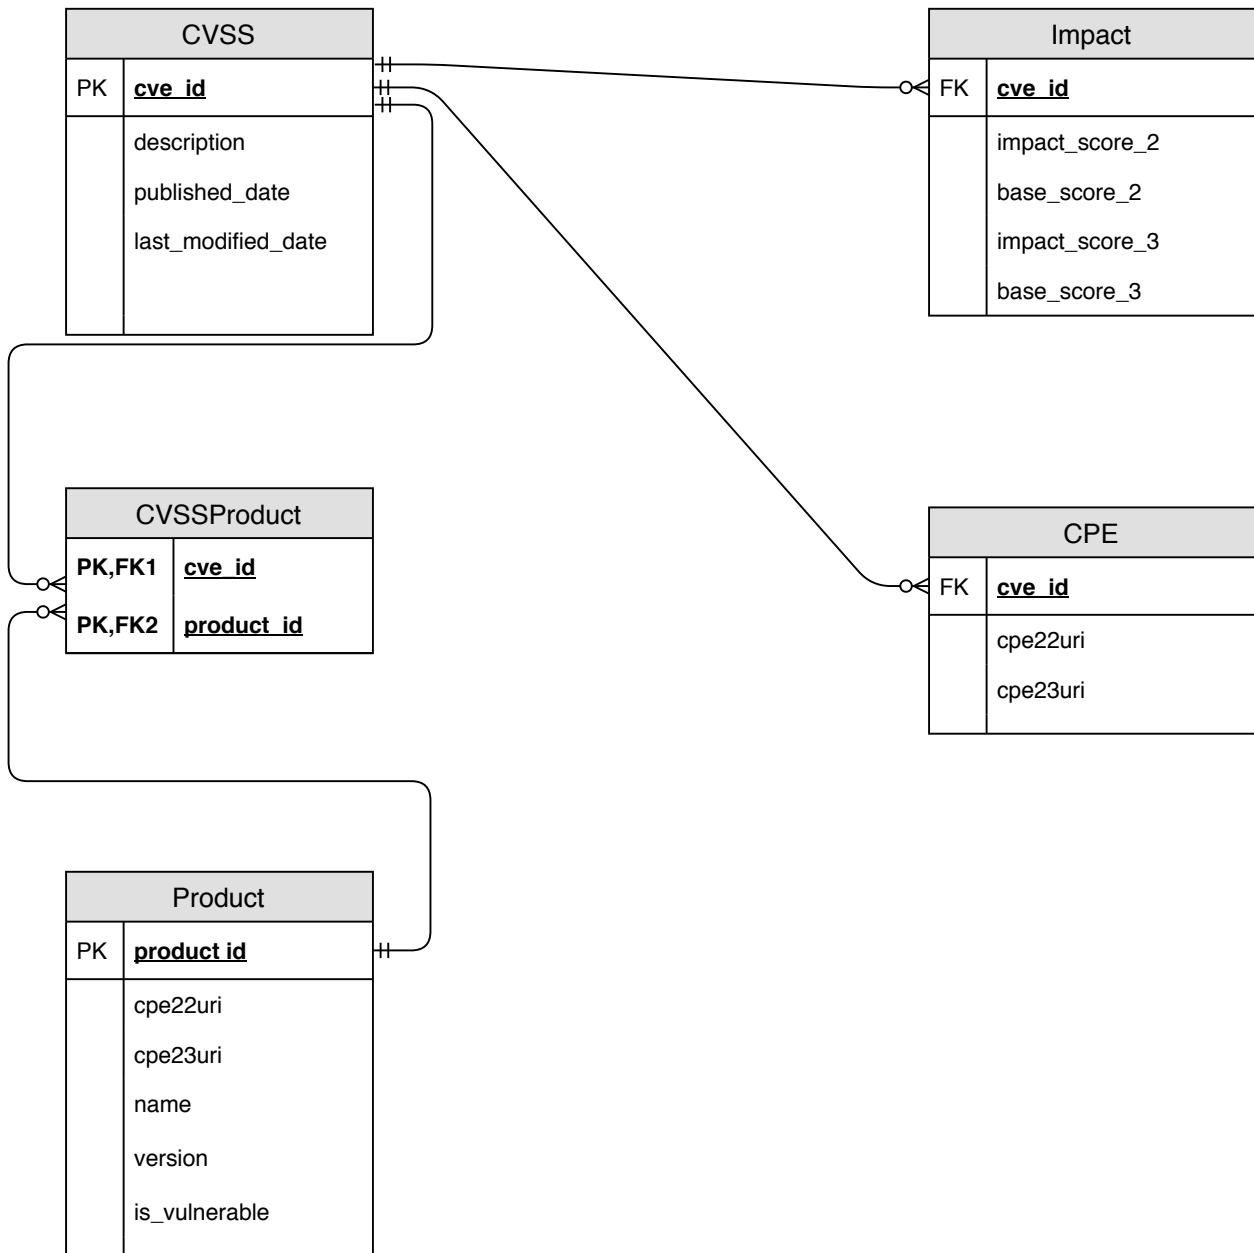 CVSS
PK cve_id
description
published_date
last_modified_date
Impact
FK cve_id
impact_score_2
base_score_2
impact_score_3
base_score_3
CVSSProduct
PK,FK1 cve_id
PK,FK2 product_id
CPE
FK cve_id
cpe22uri
cpe23uri
Product
PK product id
cpe22uri
cpe23uri
name
version
is_vulnerable